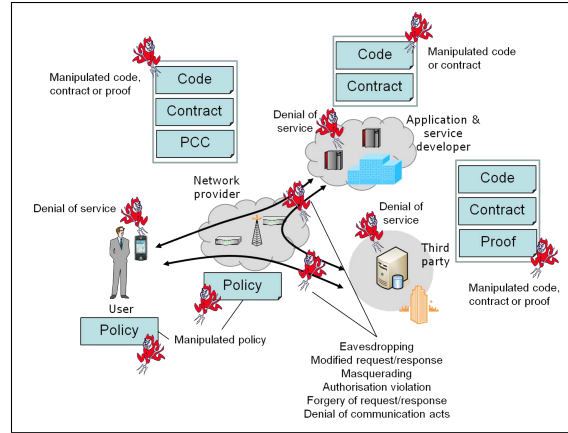 Code
Contract
PCC
Manipulated code,
contract or proof
Code
Contract
Manipulated code
or contract
Denial of
service
Application &
service
developer
Network
provider
Denial of service
User
Policy
Policy
Manipulated policy
Denial of
service
Third
party
Code
Contract
Proof
Manipulated code,
contract or proof
Eavesdropping
Modified request/response
Masquerading
Authorisation violation
Forgery of request/response
Denial of communication acts